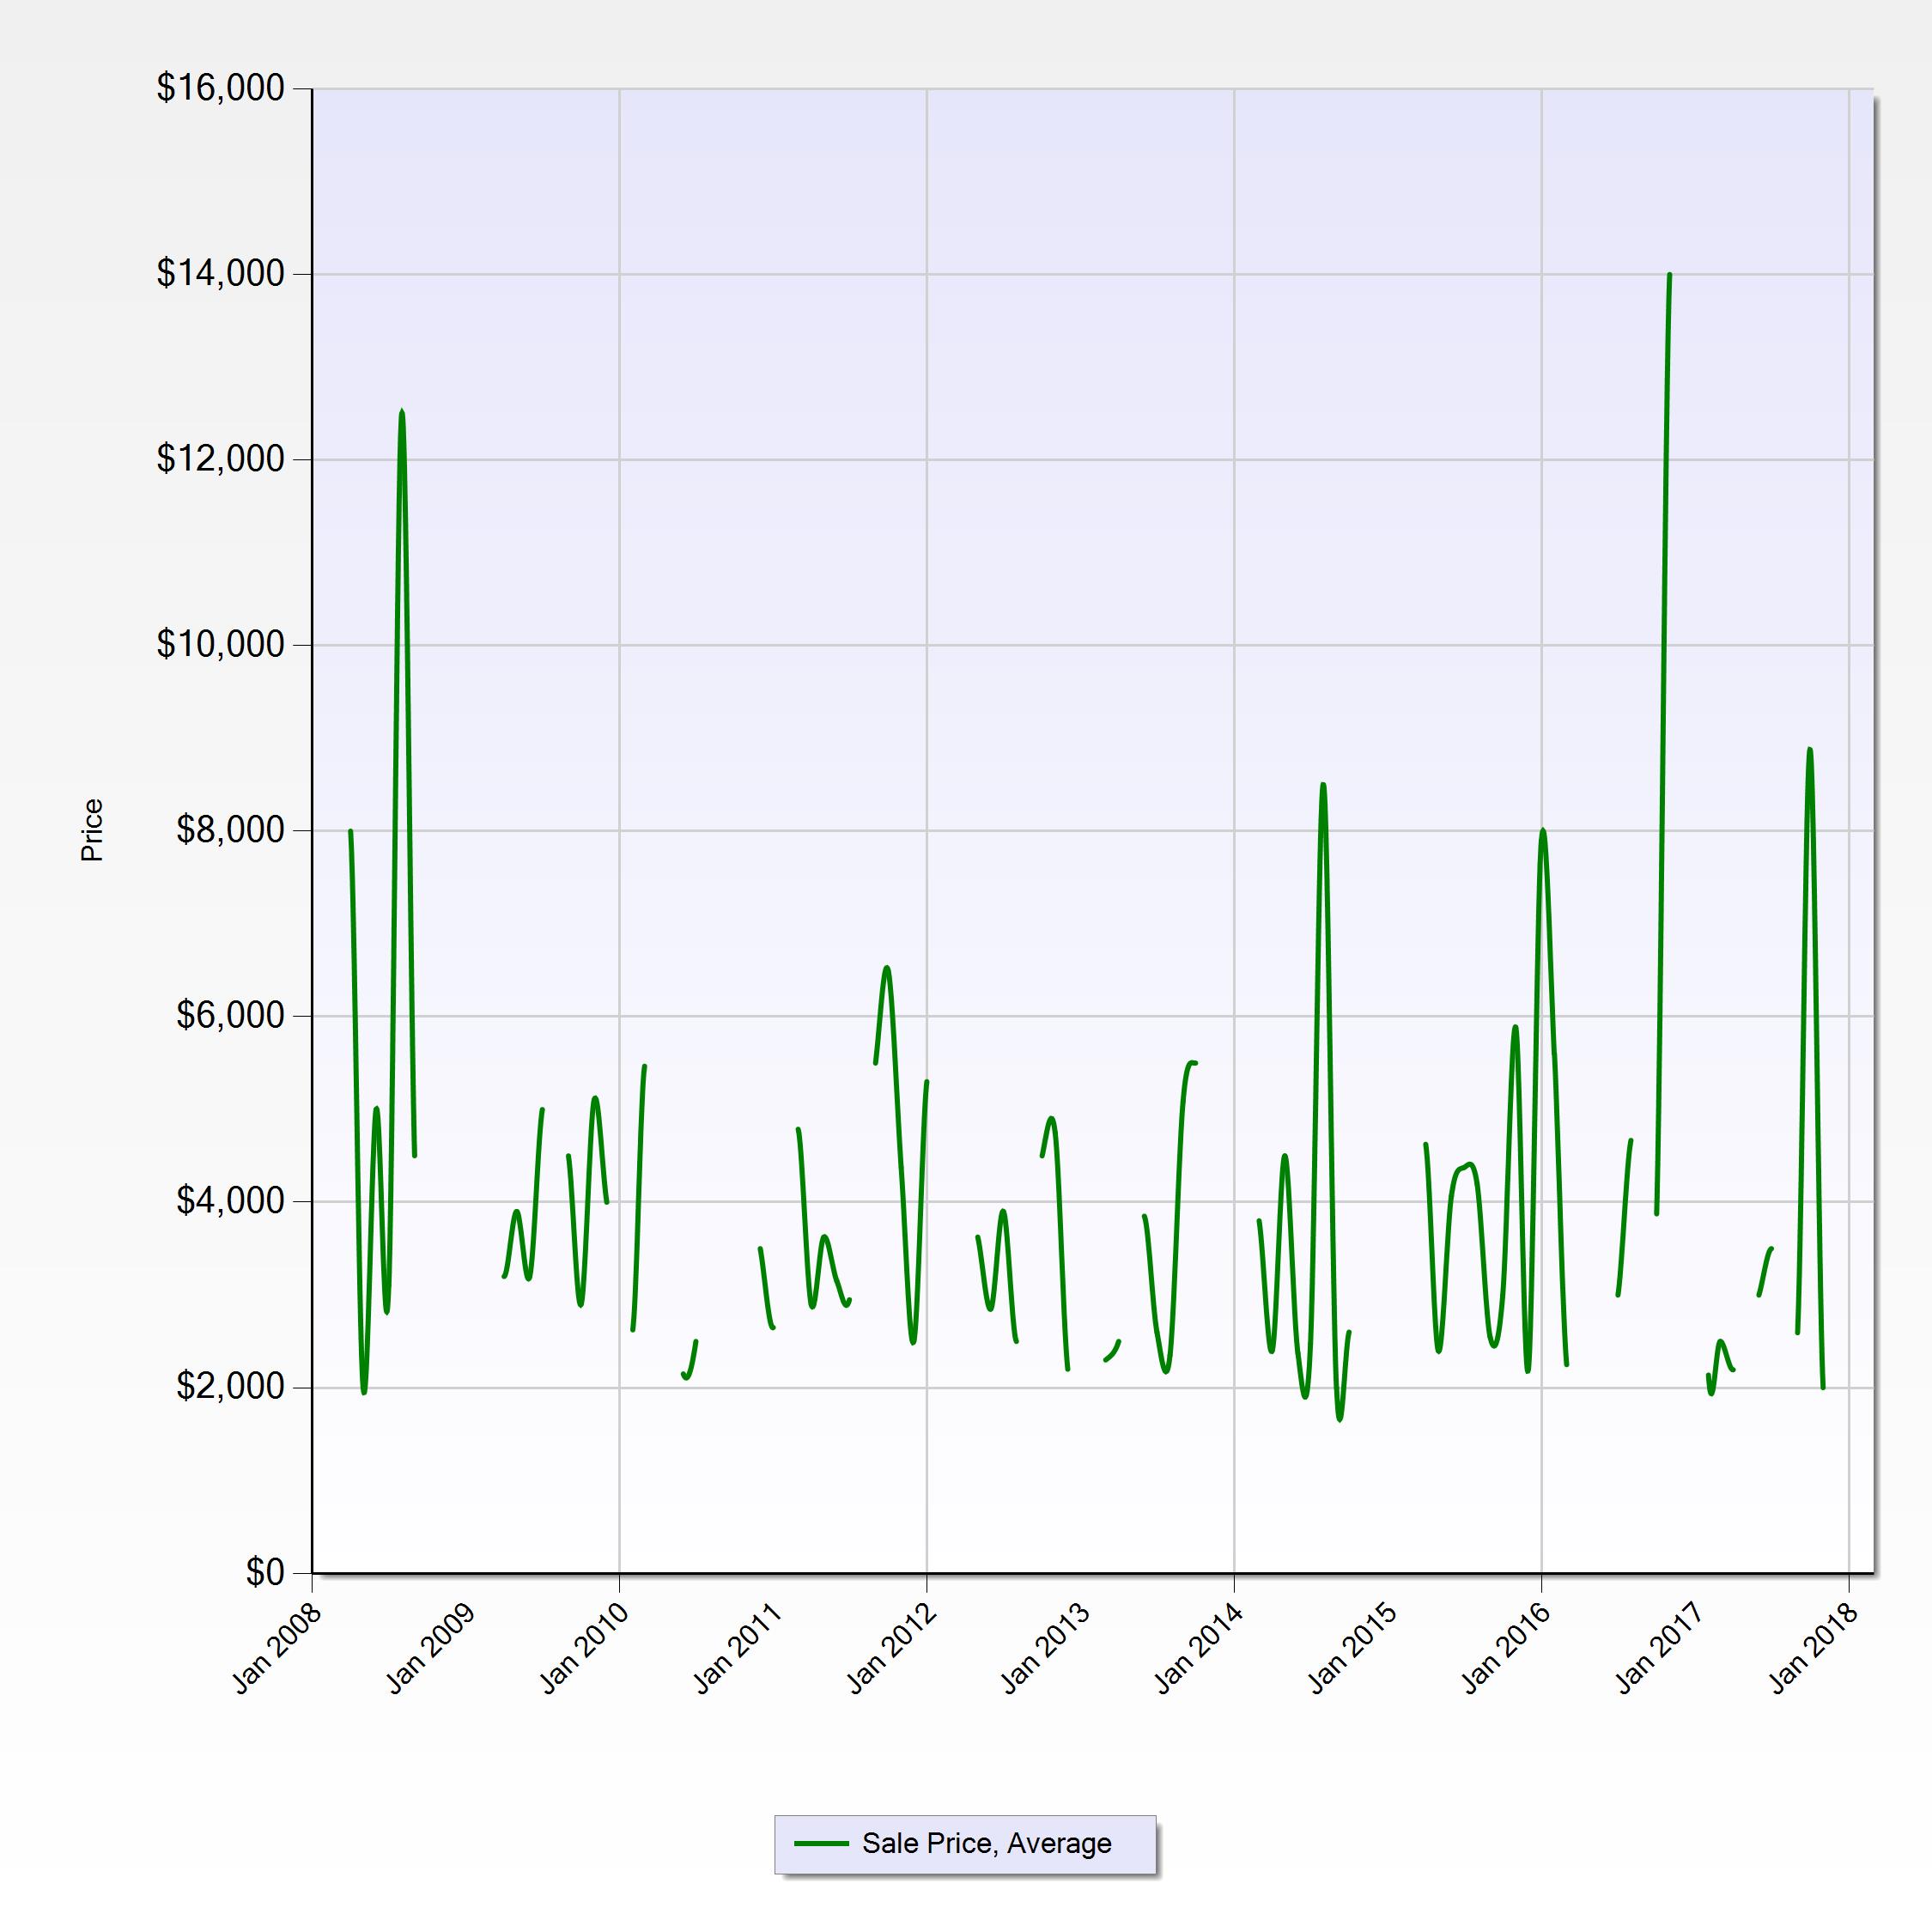 $16,000
$14,000
$12,000
$10,000
$8,000
$6,000
$4,000
$2,000
$0
Price
Jan 2008
Jan 2009
Jan 2010
Jan 2011
Jan 2012
Jan 2013
Jan 2014
Jan 2015
Jan 2016
Jan 2017
Jan 2018
Sale Price, Average